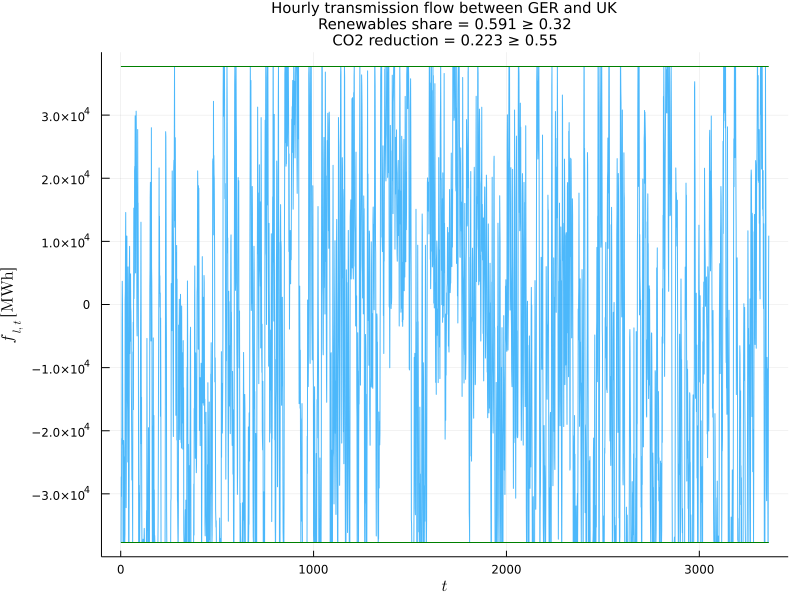 Hourly transmission flow between GER and UK
Renewables share = 0.591 ≥ 0.32
CO2 reduction = 0.223 ≥ 0.55
3.0×10⁴
2.0×10⁴
1.0×10⁴
0
−1.0×10⁴
−2.0×10⁴
−3.0×10⁴
f_{l,t} [MWh]
0 1000 2000 3000
t